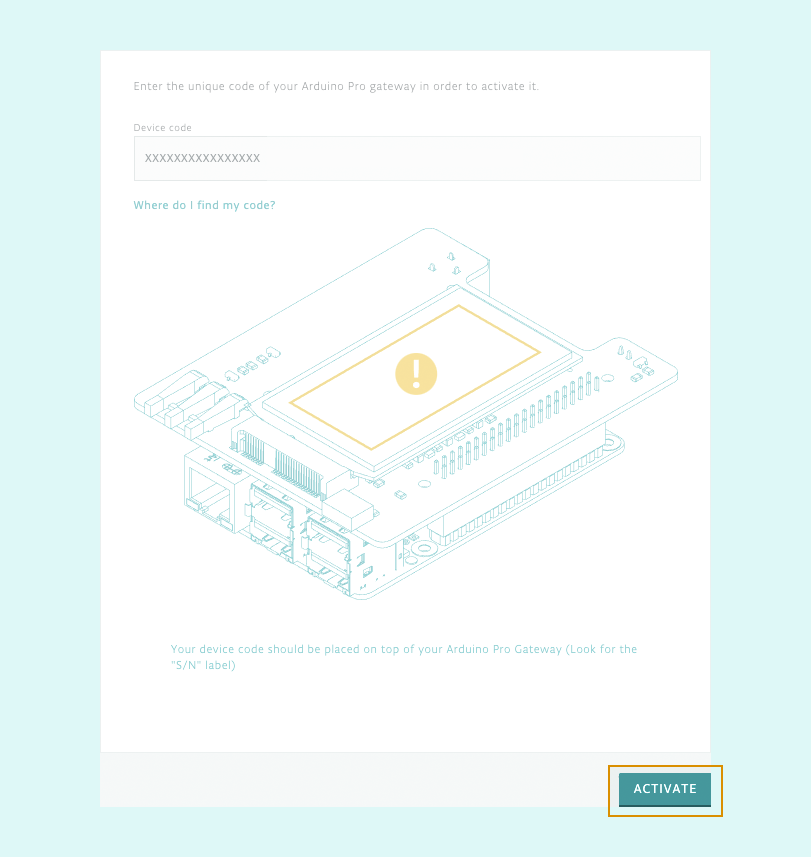 Enter the unique code of your Arduino Pro gateway in order to activate it.
Device code
XXXXXXXXXXXXXXXX
Where do I find my code?
!
Your device code should be placed on top of your Arduino Pro Gateway (Look for the
"S/N" label)
ACTIVATE